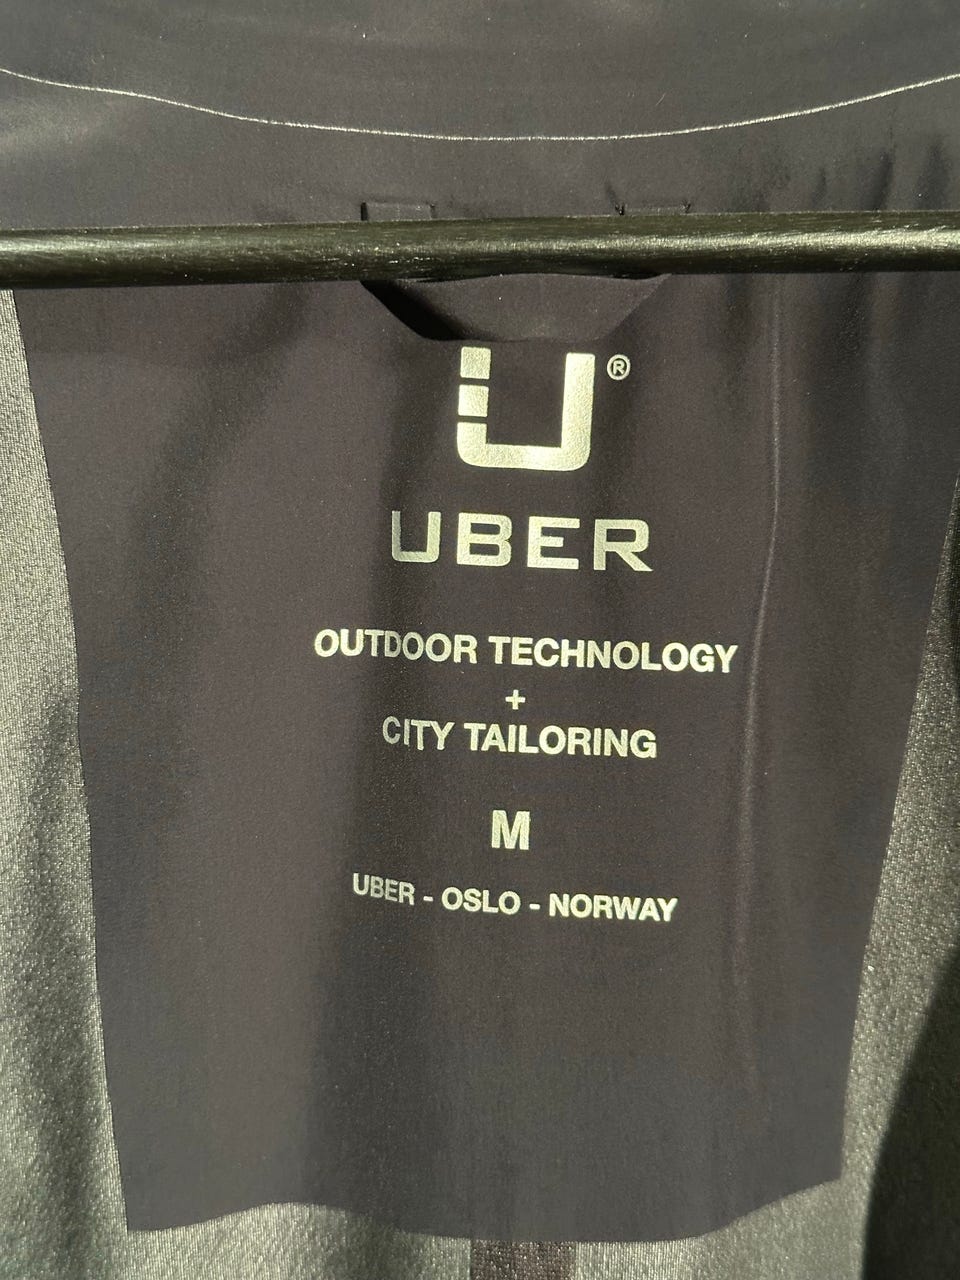 U®
UBER
OUTDOOR TECHNOLOGY
+
CITY TAILORING
M
UBER - OSLO - NORWAY